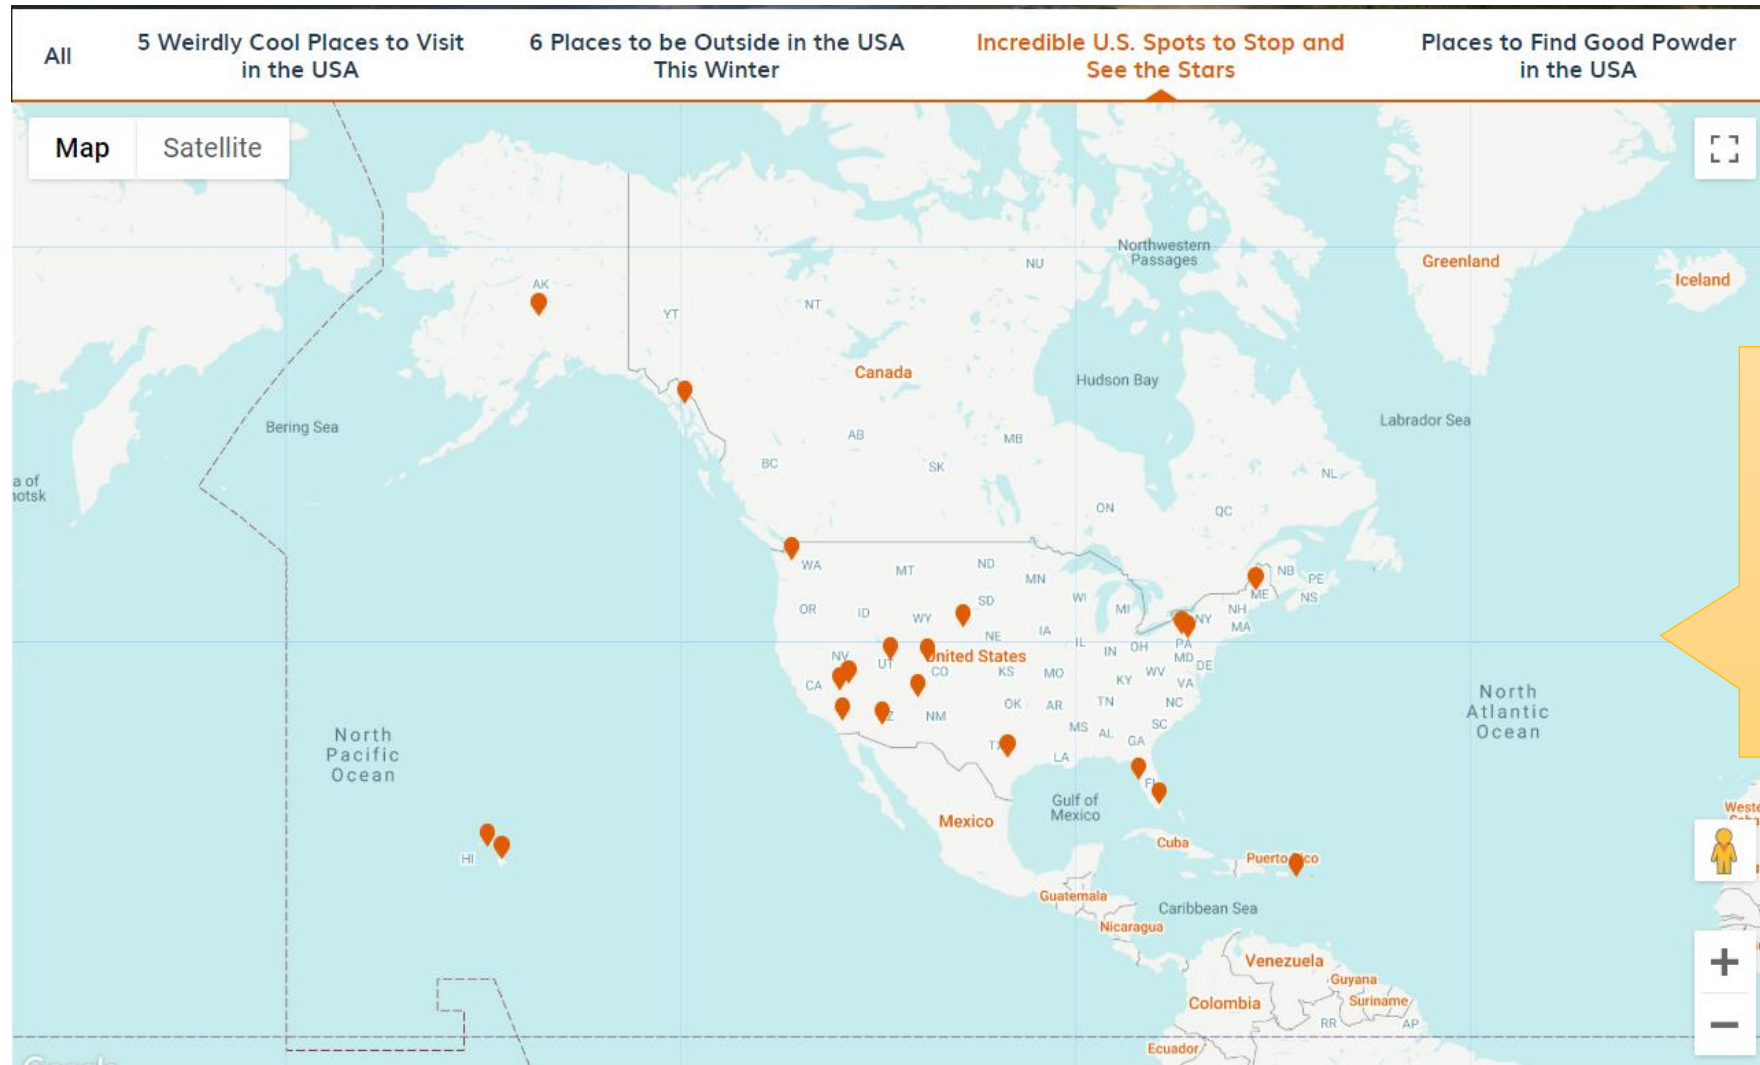 All
5 Weirdly Cool Places to Visit
in the USA
6 Places to be Outside in the USA
This Winter
Incredible U.S. Spots to Stop and
See the Stars
Places to Find Good Powder
in the USA
Map
Satellite
Northwestern
Passages
NU
Greenland
Iceland
AK
NT
YT
Canada
Hudson Bay
Labrador Sea
Bering Sea
AB
MB
BC
SK
NL
a of
ON
QC
WA
MT
ND
MN
NB
PE
ME
NS
OR
ID
WY
SD
WI
MI
NH
NY
MA
NE
IA
IL
IN
OH
PA
MD
DE
NV
UT
United States
CO
KS
MO
KY
WV
VA
CA
NM
OK
AR
TN
NC
MS
AL
GA
SC
LA
North
Pacific
Ocean
North
Atlantic
Ocean
Gulf of
Mexico
Mexico
Cuba
HI
Guatemala
Caribbean Sea
Nicaragua
Venezuela
Guyana
Suriname
Colombia
RR
AP
Ecuador